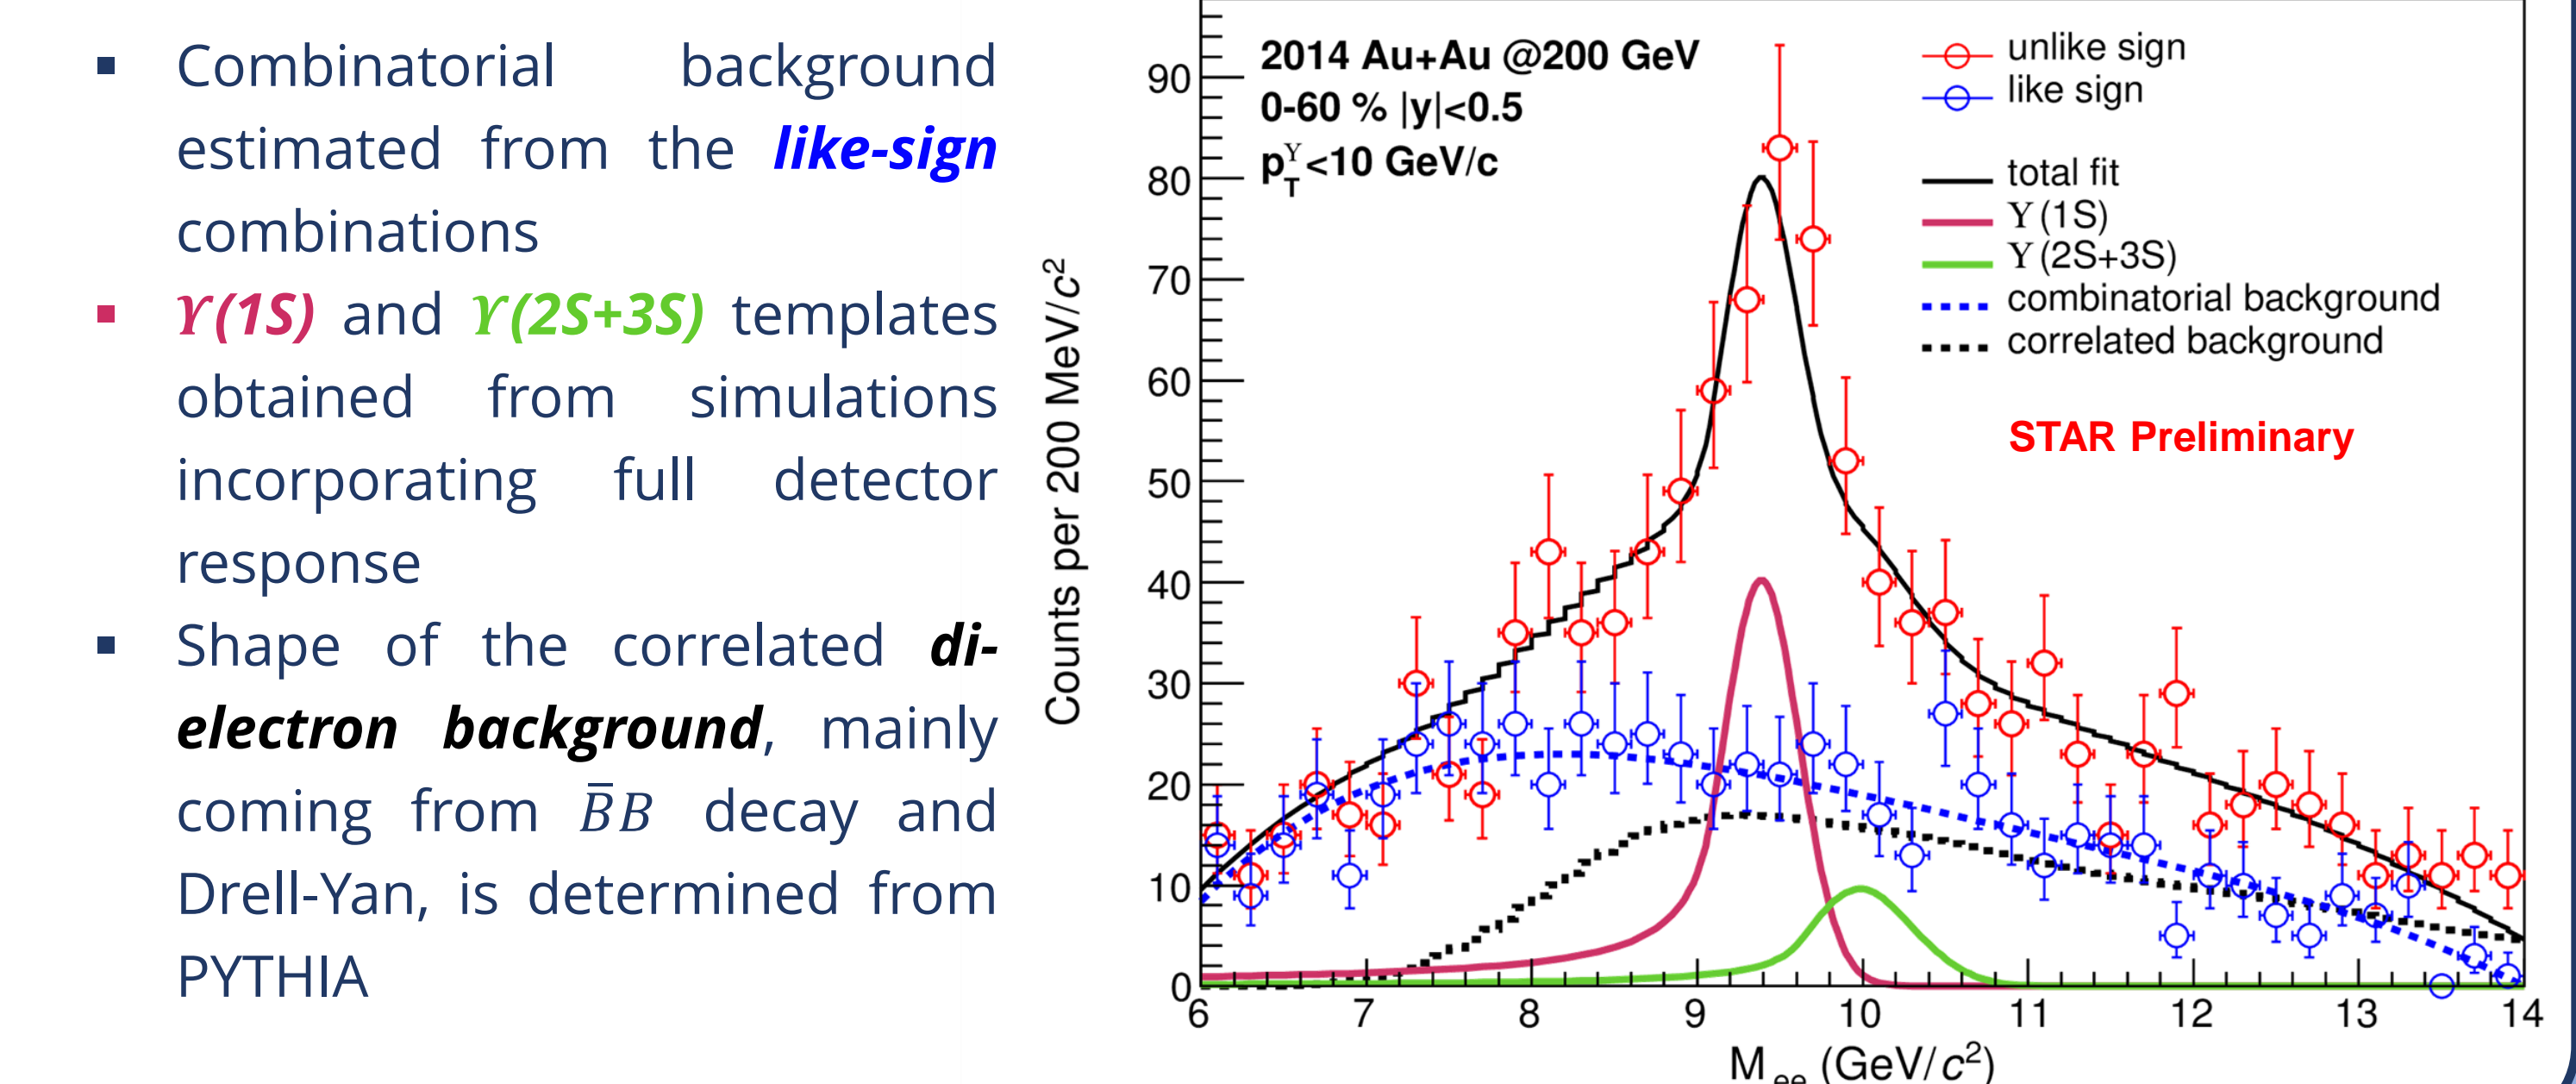 ▪ Combinatorial background
estimated from the like-sign
combinations
▪ ϒ(1S) and ϒ(2S+3S) templates
obtained from simulations
incorporating full detector
response
▪ Shape of the correlated di-
electron background, mainly
coming from B̅B decay and
Drell-Yan, is determined from
PYTHIA
Counts per 200 MeV/c²
90
80
70
60
50
40
30
20
10
0
2014 Au+Au @200 GeV
0-60 % |y|<0.5
p_T^ϒ<10 GeV/c
unlike sign
like sign
total fit
ϒ(1S)
ϒ(2S+3S)
combinatorial background
correlated background
STAR Preliminary
6 7 8 9 10 11 12 13 14
M_ee (GeV/c²)